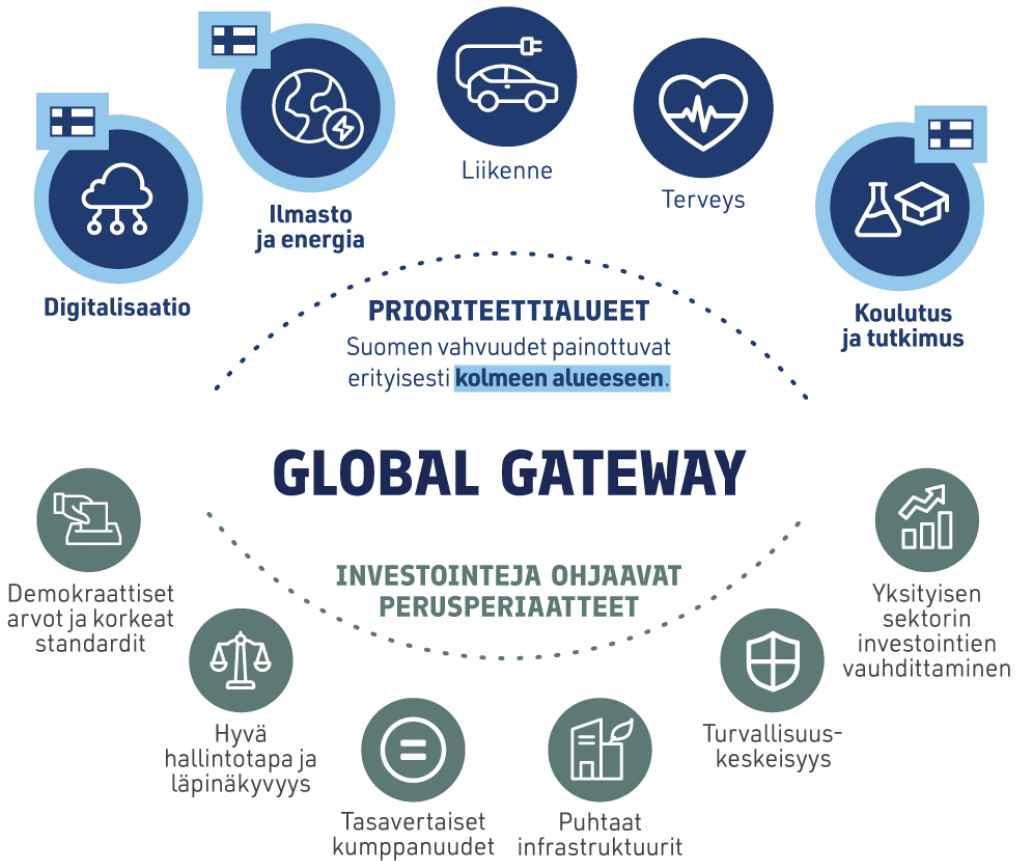 Digitalisaatio
Ilmasto
ja energia
Liikenne
Terveys
Koulutus
ja tutkimus
PRIORITEETTIALUEET
Suomen vahvuudet painottuvat
erityisesti kolmeen alueeseen.
GLOBAL GATEWAY
INVESTOINTEJA OHJAAVAT
PERUSPERIAATTEET
Demokraattiset
arvot ja korkeat
standardit
Hyvä
hallintotapa ja
läpinäkyvyys
Tasavertaiset
kumppanuudet
Puhtaat
infrastruktuurit
Turvallisuus-
keskeisyys
Yksityisen
sektorin
investointien
vauhdittaminen